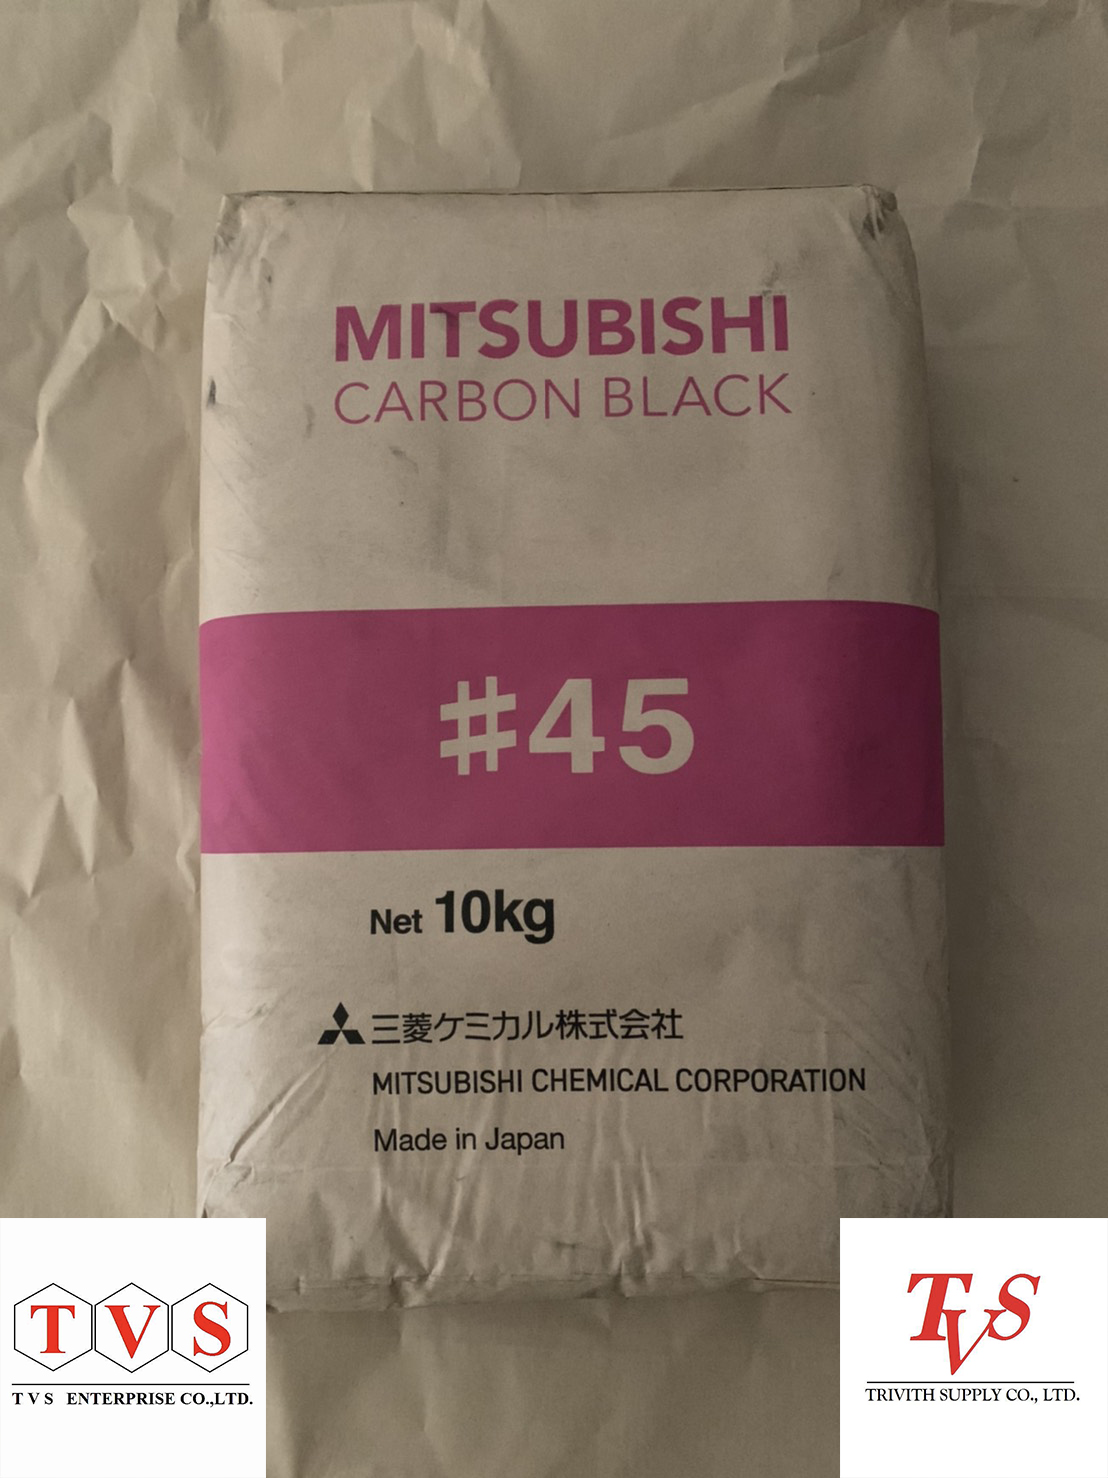 MITSUBISHI
CARBON BLACK
#45
Net 10kg
三菱ケミカル株式会社
MITSUBISHI CHEMICAL CORPORATION
Made in Japan
T V S
T V S ENTERPRISE CO.,LTD.
TVS
TRIVITH SUPPLY CO., LTD.